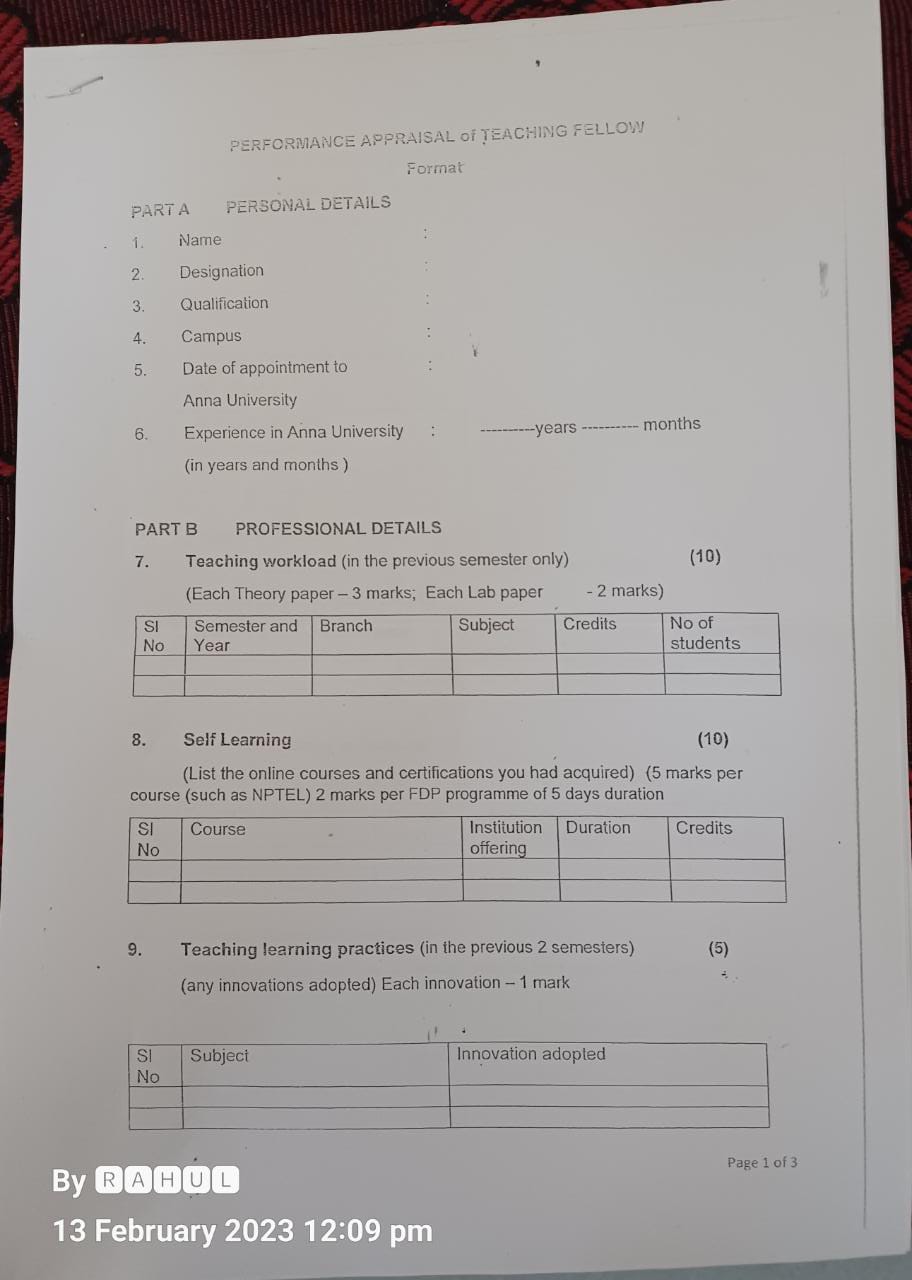 PERFORMANCE APPRAISAL of TEACHING FELLOW
Format
PART A PERSONAL DETAILS
1. Name :
2. Designation :
3. Qualification :
4. Campus :
5. Date of appointment to :
Anna University
6. Experience in Anna University : ----------years ---------- months
(in years and months )
PART B PROFESSIONAL DETAILS
7. Teaching workload (in the previous semester only) (10)
(Each Theory paper – 3 marks; Each Lab paper - 2 marks)
Sl Semester and Branch Subject Credits No of
No Year students
8. Self Learning (10)
(List the online courses and certifications you had acquired) (5 marks per
course (such as NPTEL) 2 marks per FDP programme of 5 days duration
Sl Course Institution Duration Credits
No offering
9. Teaching learning practices (in the previous 2 semesters) (5)
(any innovations adopted) Each innovation – 1 mark
Sl Subject Innovation adopted
No
Page 1 of 3
By RAHUL
13 February 2023 12:09 pm